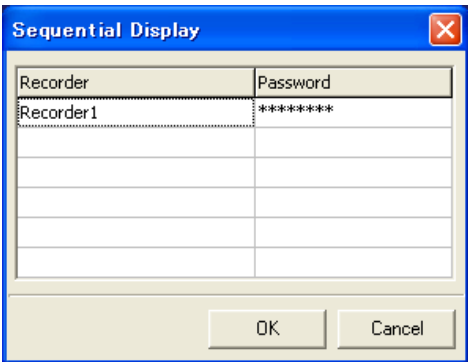 Sequential Display
Recorder Password
Recorder1 ********
OK Cancel